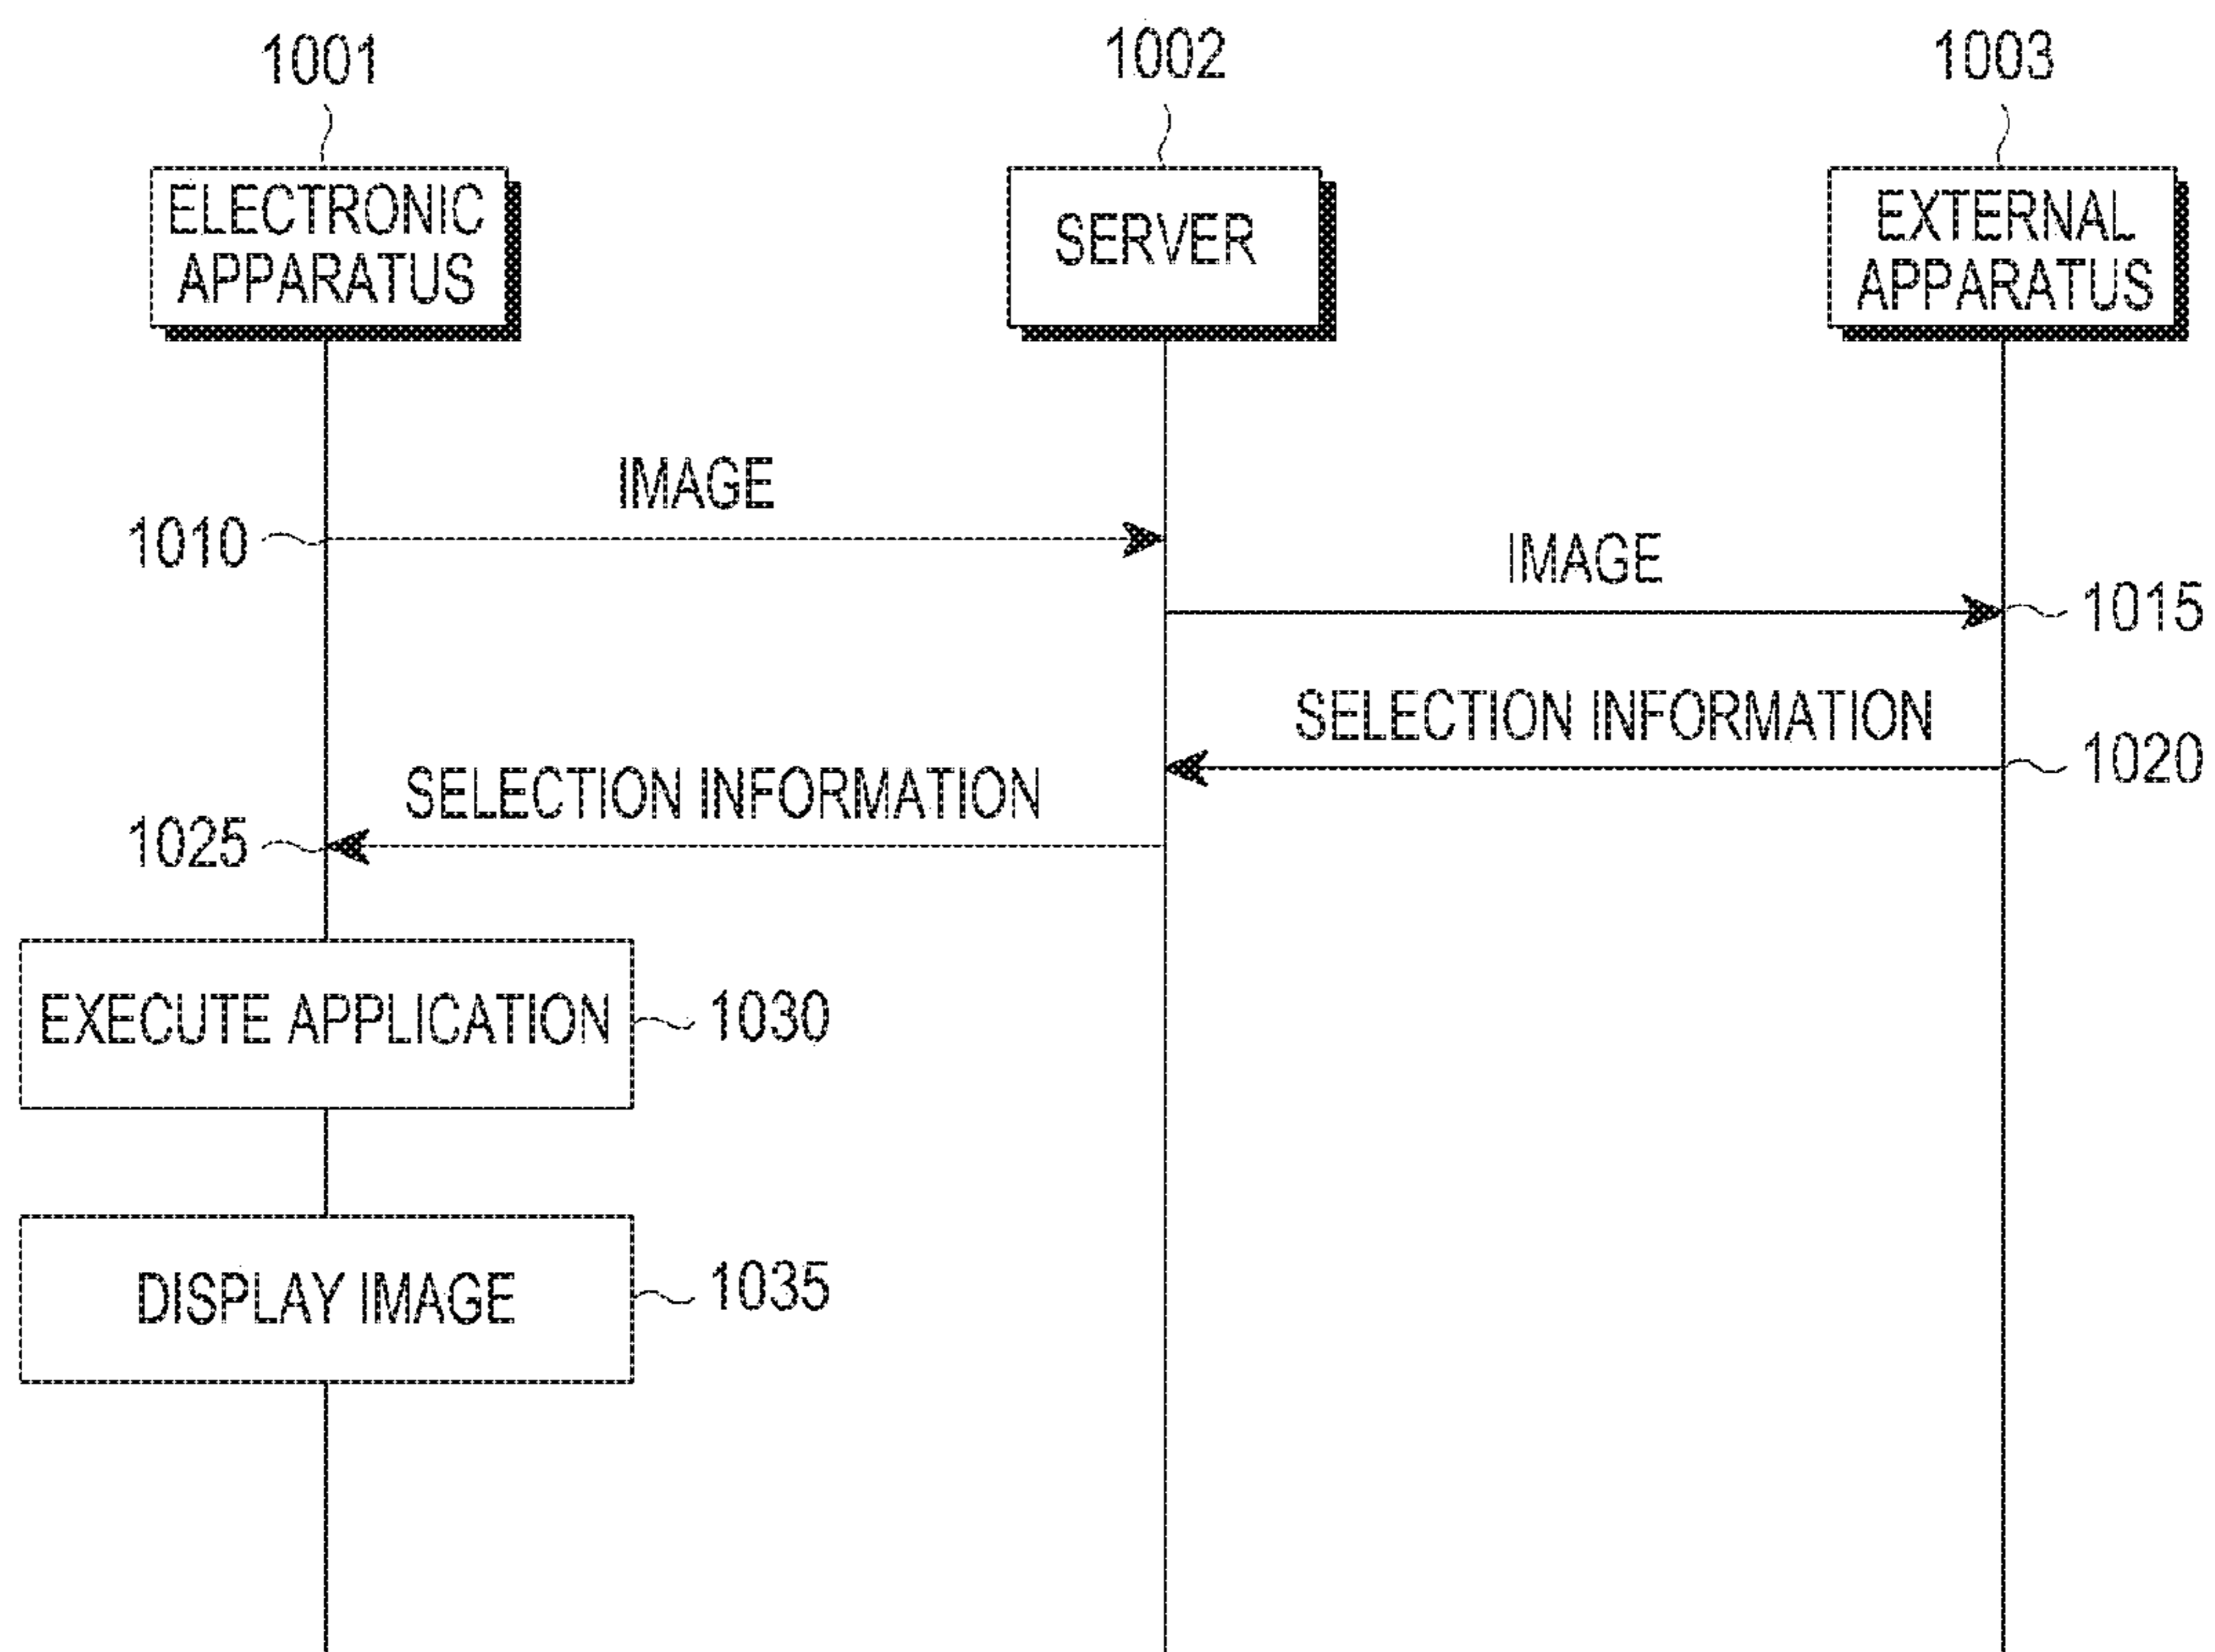 1001
1002
1003
ELECTRONIC
APPARATUS
SERVER
EXTERNAL
APPARATUS
IMAGE
1010
IMAGE
1015
SELECTION INFORMATION
1020
SELECTION INFORMATION
1025
EXECUTE APPLICATION
1030
DISPLAY IMAGE
1035